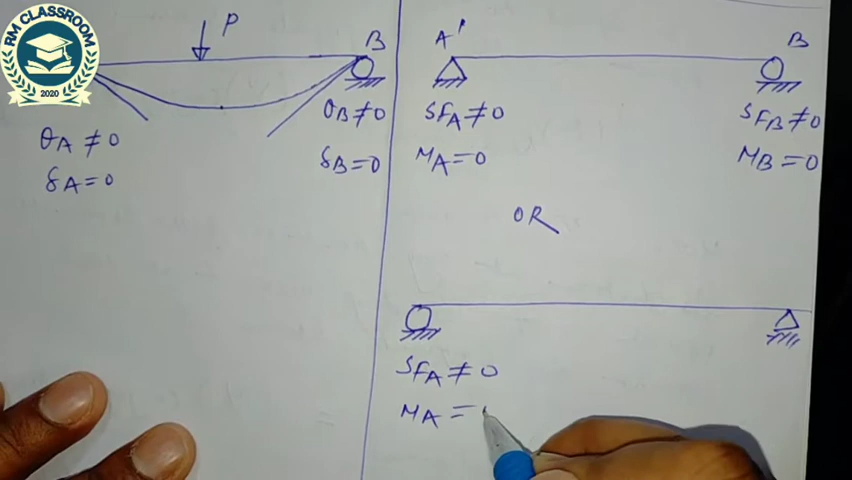 RM CLASSROOM
2020
P
B
θA ≠ 0
δA = 0
θB ≠ 0
δB = 0
A'
B
SFA ≠ 0
MA = 0
SFB ≠ 0
MB = 0
OR
SFA ≠ 0
MA =